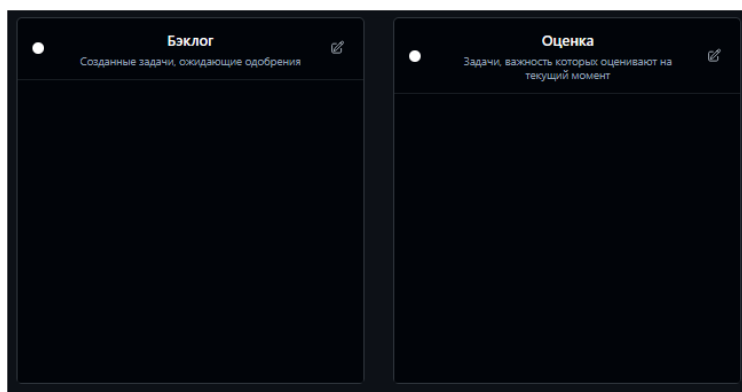 Бэклог
Созданные задачи, ожидающие одобрения
Оценка
Задачи, важность которых оценивают на
текущий момент